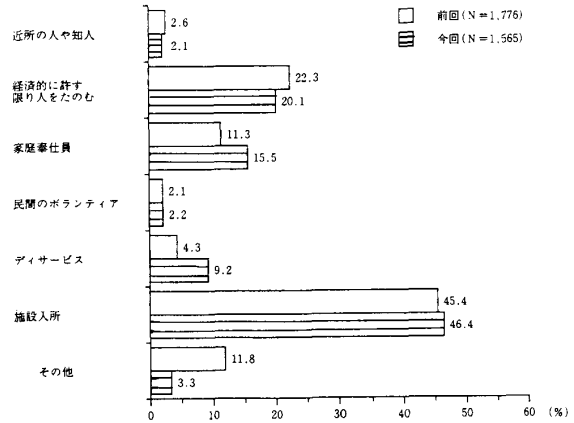 前回(N=1,776)
今回(N=1,565)
近所の人や知人
2.6
2.1
経済的に許す
限り人をたのむ
22.3
20.1
家庭奉仕員
11.3
15.5
民間のボランティア
2.1
2.2
ディサービス
4.3
9.2
施設入所
45.4
46.4
その他
11.8
3.3
0 10 20 30 40 50 60 (%)